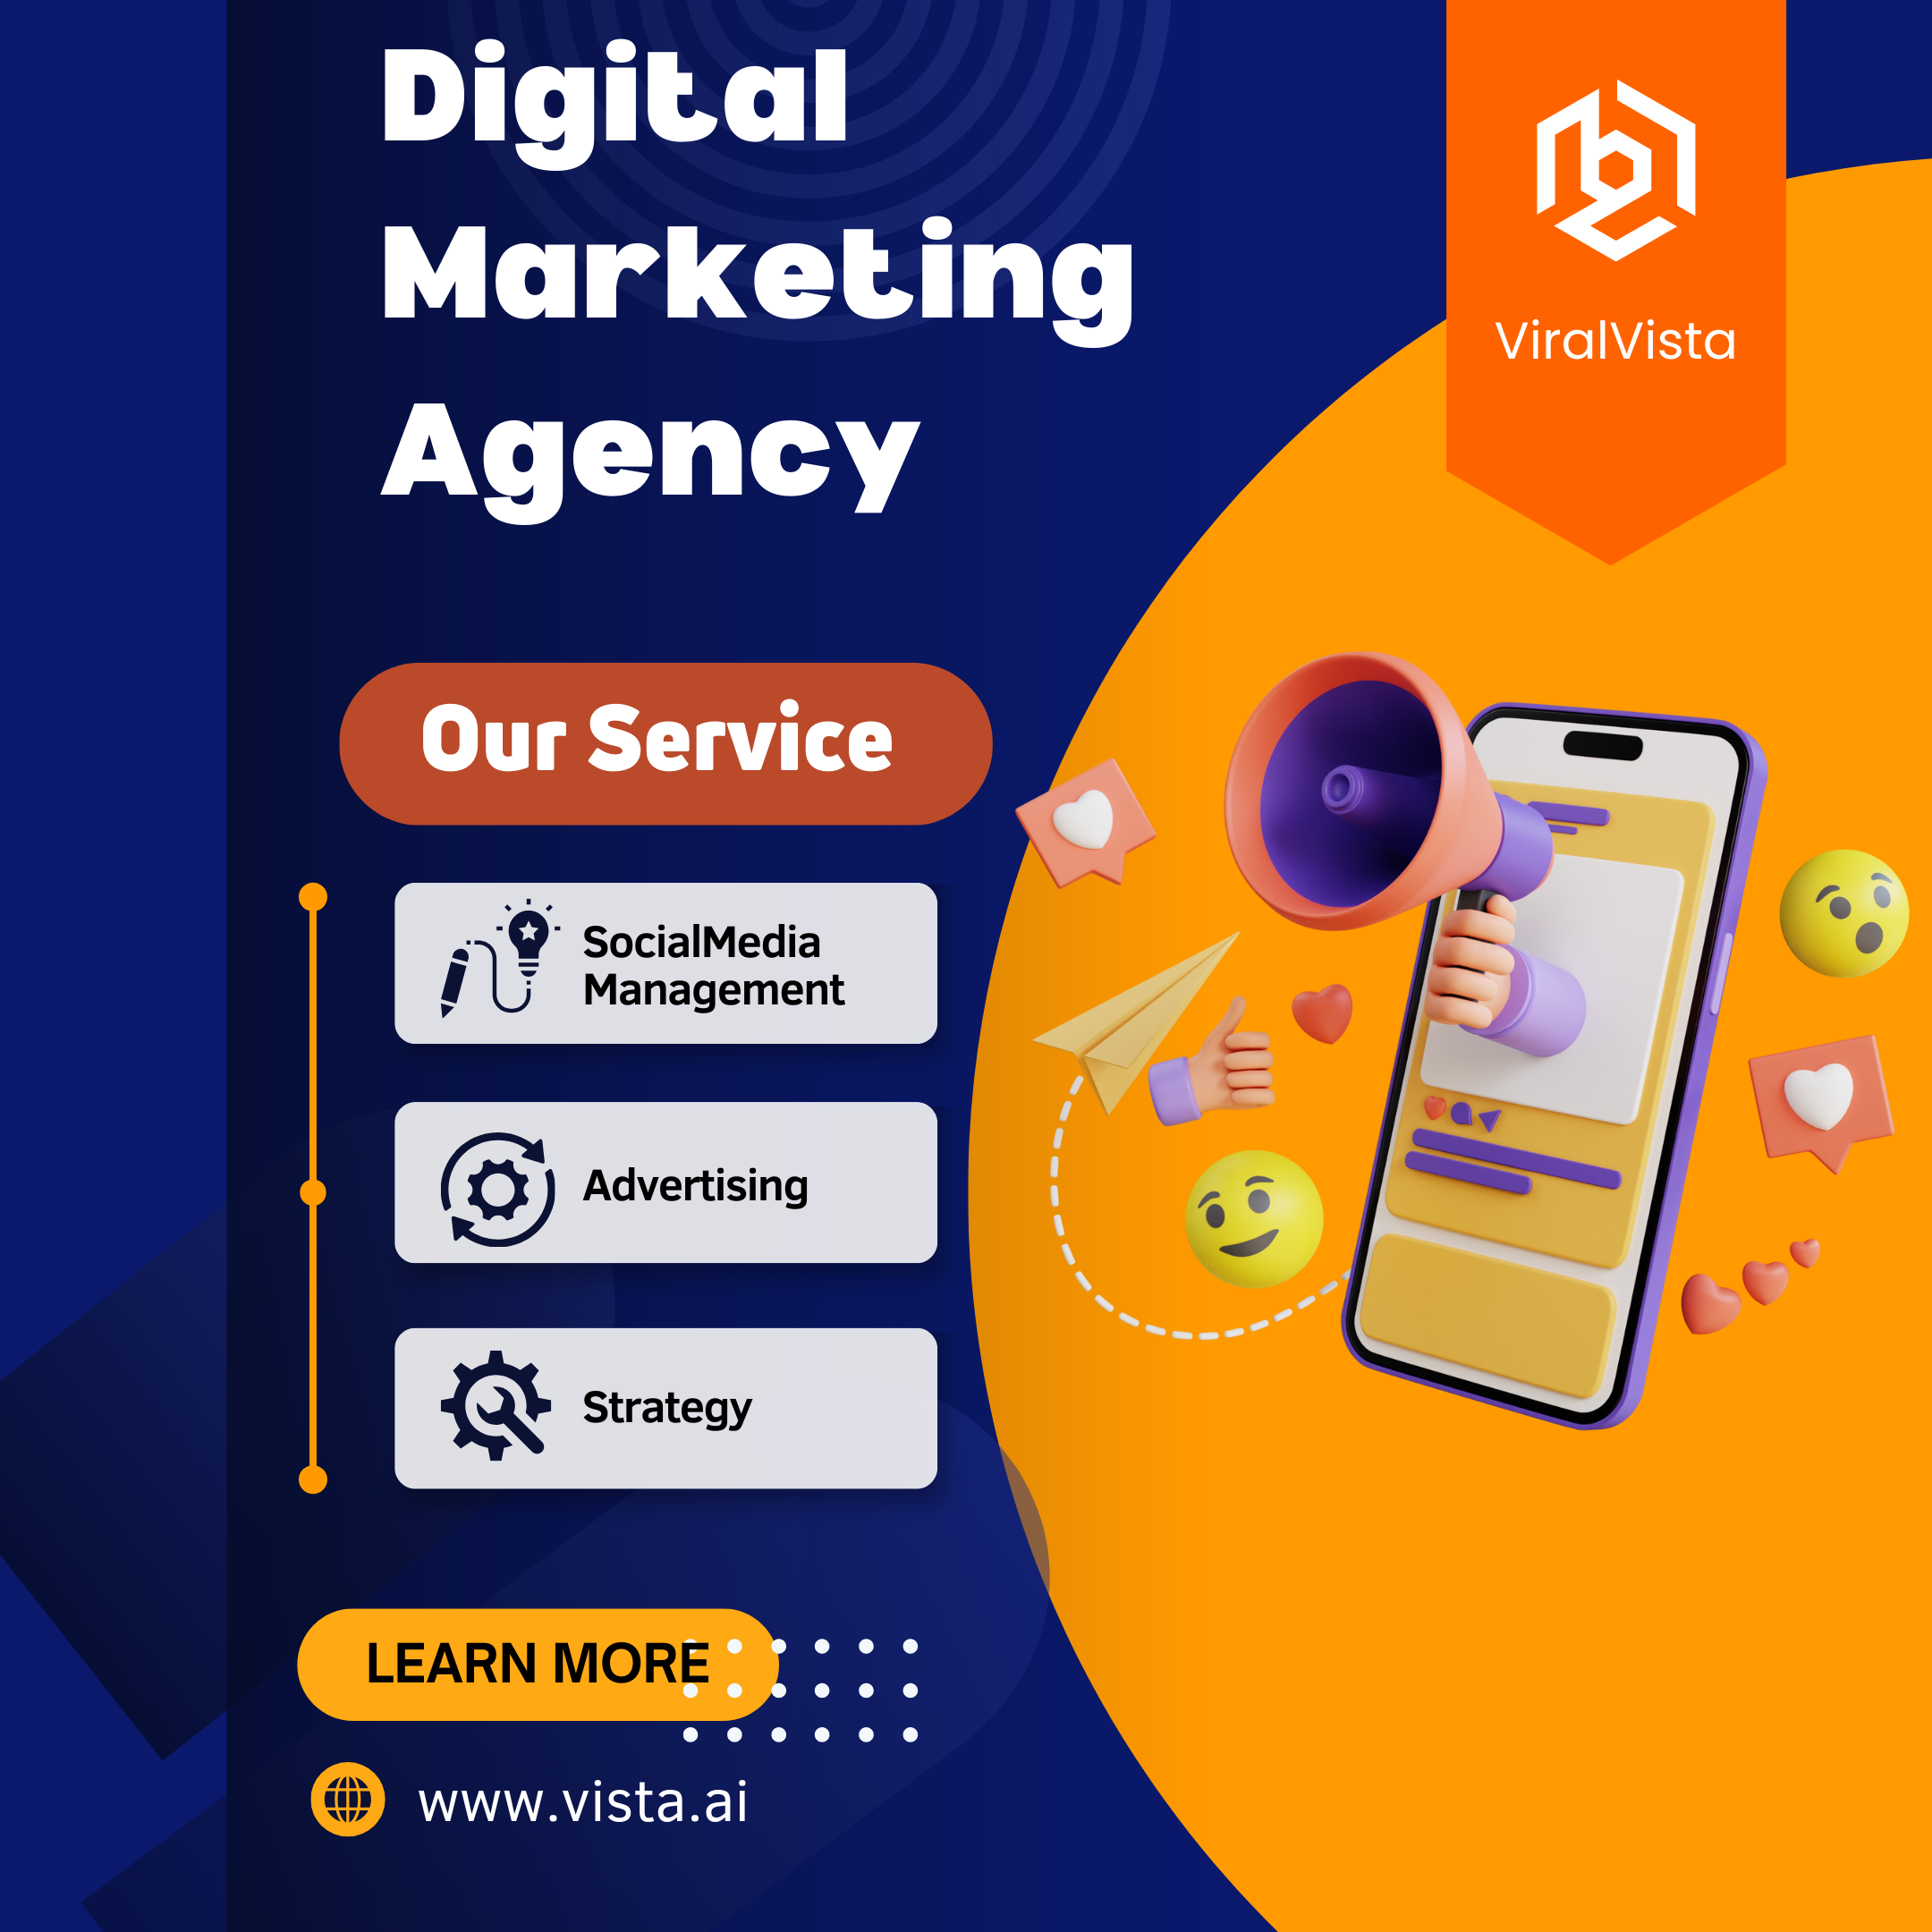 Digital
Marketing
Agency
ViralVista
Our Service
SocialMedia
Management
Advertising
Strategy
LEARN MORE
www.vista.ai